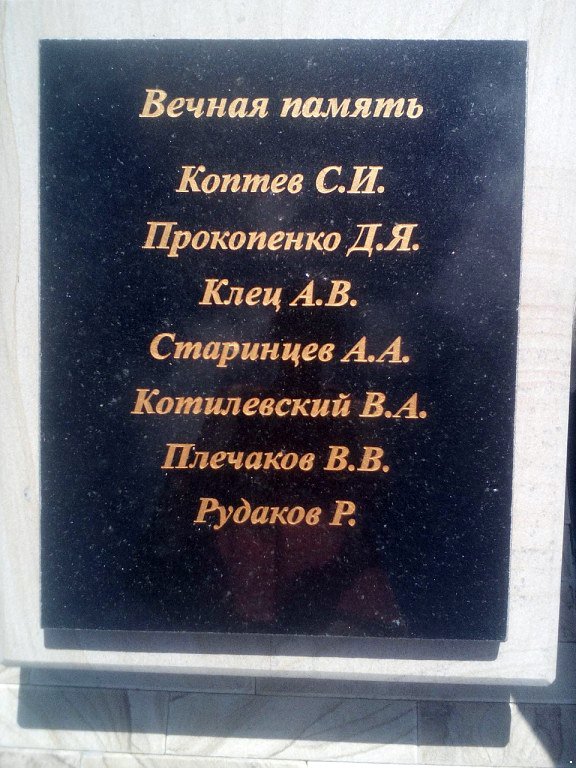 Вечная память
Коптев С.И.
Прокопенко Д.Я.
Клец А.В.
Старинцев А.А.
Котилевский В.А.
Плечаков В.В.
Рудаков Р.